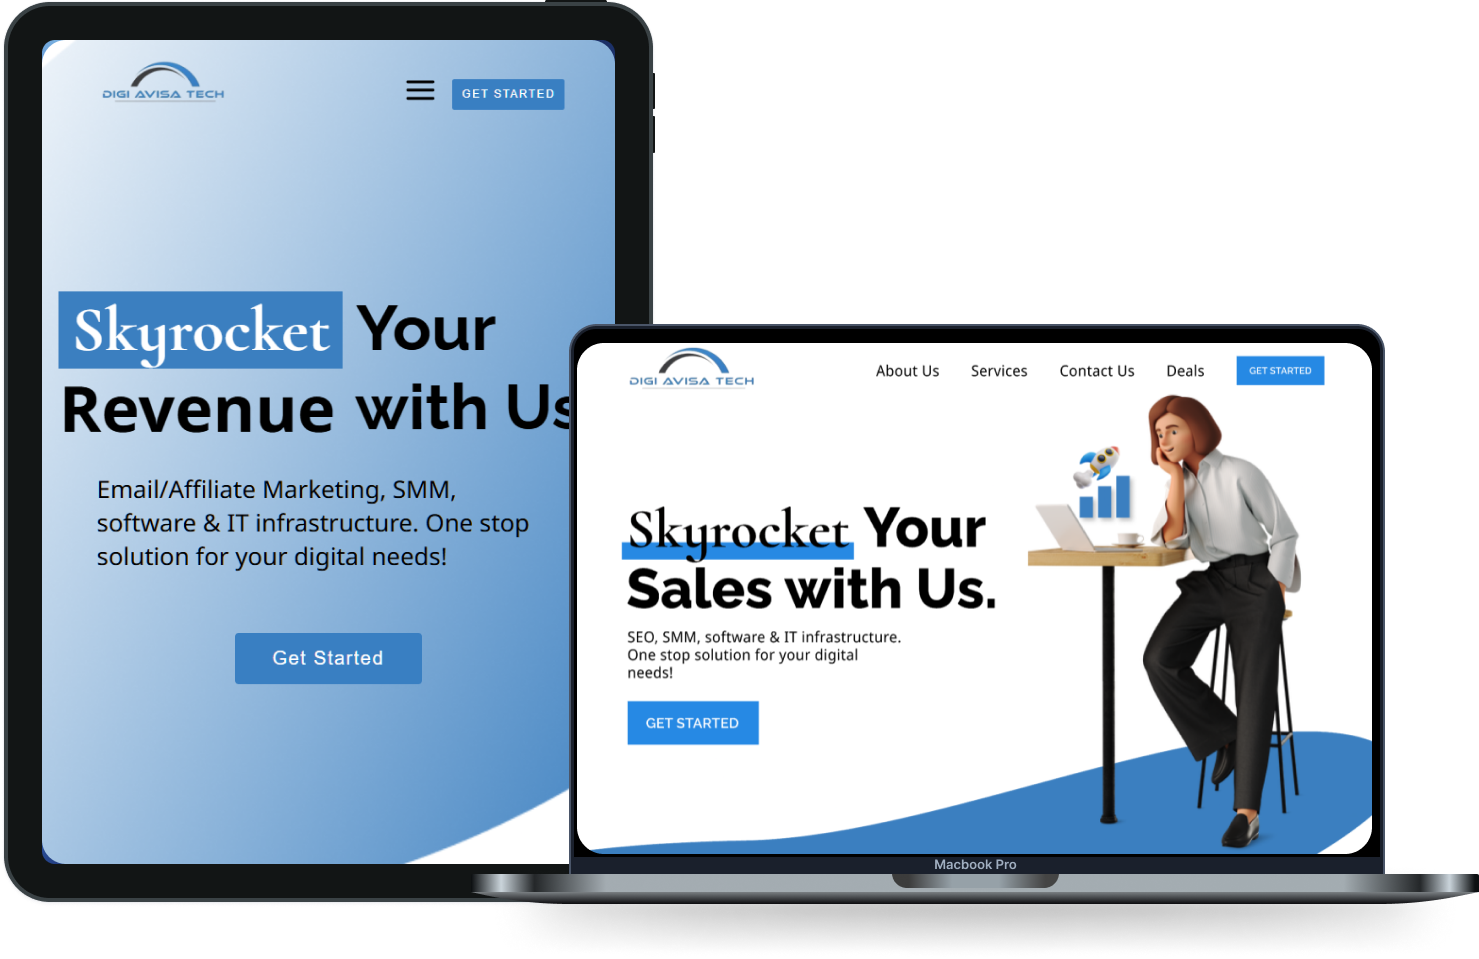 DIGI AVISA TECH
GET STARTED
Skyrocket Your
Revenue with Us
Email/Affiliate Marketing, SMM,
software & IT infrastructure. One stop
solution for your digital needs!
Get Started
DIGI AVISA TECH
About Us Services Contact Us Deals GET STARTED
Skyrocket Your
Sales with Us.
SEO, SMM, software & IT infrastructure.
One stop solution for your digital
needs!
GET STARTED
Macbook Pro